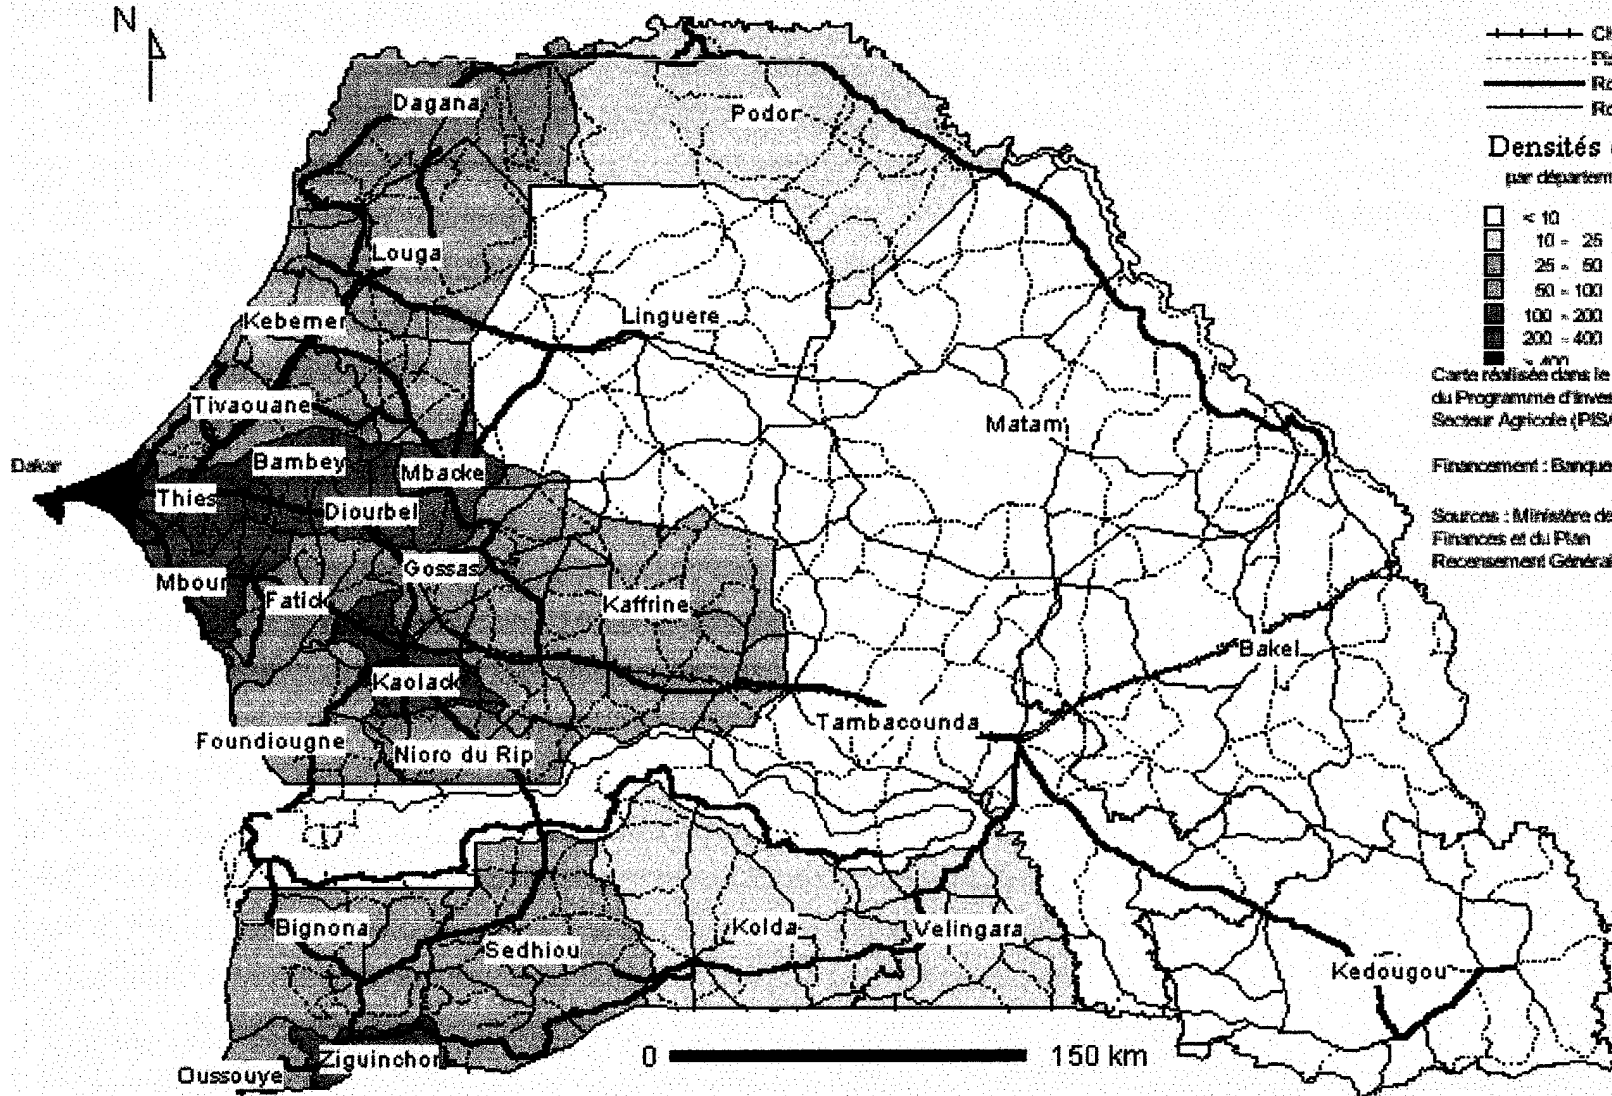 N
Dagana
Podor
Louga
Kebemer
Linguere
Tivaouane
Matam
Bambey
Mbacke
Dakar
Thies
Diourbel
Gossas
Mbour
Fatick
Kaffrine
Bakel
Kaolack
Tambacounda
Foundiougne
Nioro du Rip
Bignona
Sedhiou
Kolda
Velingara
Kedougou
Ziguinchor
Oussouye
0 150 km
Densités
par départem
< 10
10 - 25
25 - 50
50 - 100
100 - 200
200 - 400
> 400
Carte réalisée dans le
du Programme d'Inves
Secteur Agricole (PISA
Financement : Banque
Sources : Ministère de
Finances et du Plan
Recensement Général